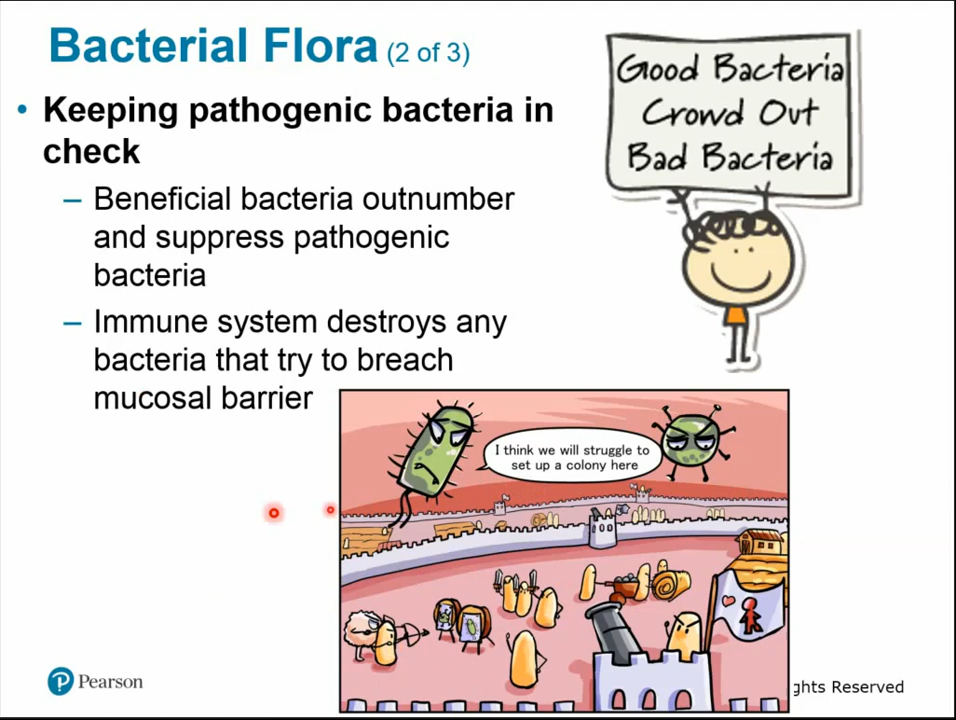 Bacterial Flora (2 of 3)
• Keeping pathogenic bacteria in
check
– Beneficial bacteria outnumber
and suppress pathogenic
bacteria
– Immune system destroys any
bacteria that try to breach
mucosal barrier
Good Bacteria
Crowd Out
Bad Bacteria
I think we will struggle to
set up a colony here
Pearson
ghts Reserved